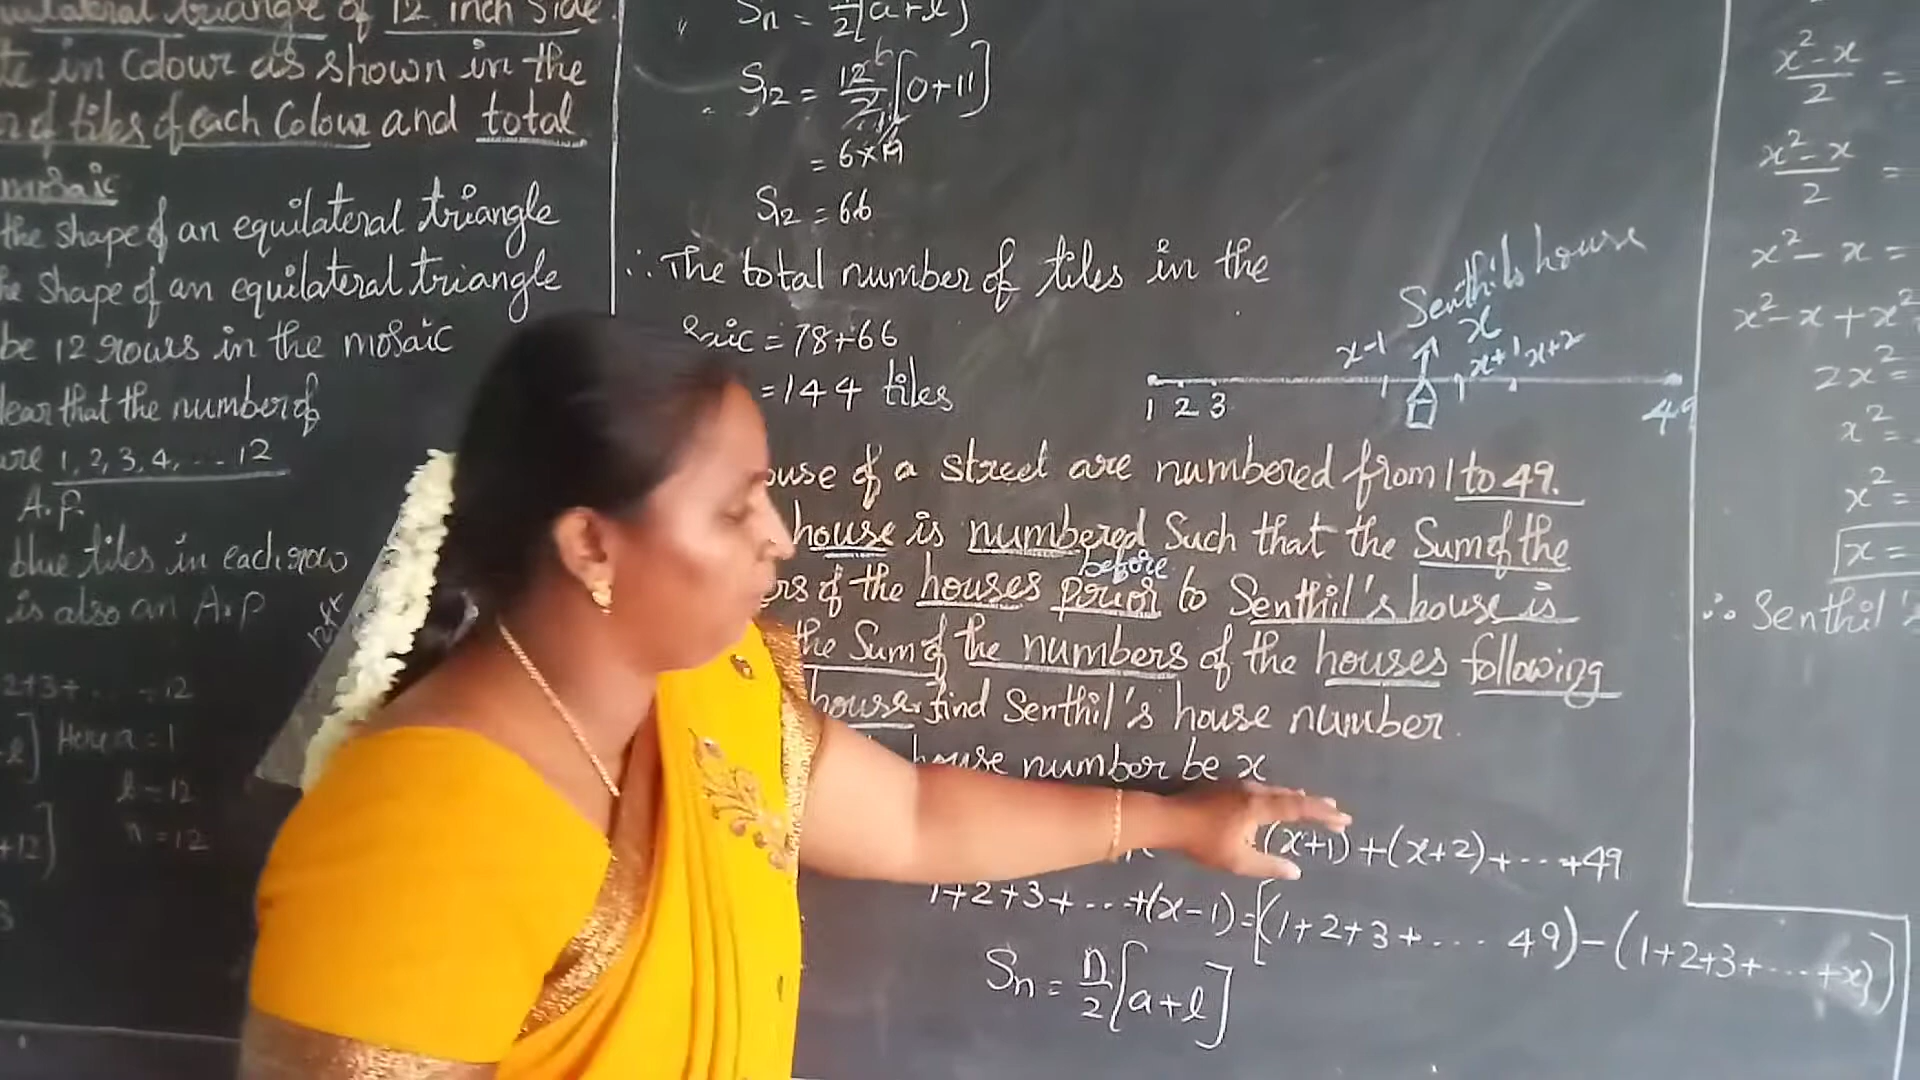 triangle of 12 inch side.
in Colour as shown in the
of tiles of each Colour and total
mosaic
the shape of an equilateral triangle
the shape of an equilateral triangle
be 12 rows in the mosaic
clear that the number of
are 1, 2, 3, 4, ... 12
A.P.
blue tiles in each row
is also an A.P
2+3+ ... +12
Here a = 1
l = 12
+12]
n = 12
Sn = n/2 [a+l]
S12 = 12/2 [0+11]
= 6×11
S12 = 66
∴ The total number of tiles in the
= 78+66
= 144 tiles
Senthil's house
x
x-1
x+1 x+2
1 2 3
49
house of a street are numbered from 1 to 49.
house is numbered Such that the Sum of the
before
of the houses prior to Senthil's house is
the Sum of the numbers of the houses following
house. find Senthil's house number.
house number be x
(x+1)+(x+2)+...+49
1+2+3+...+(x-1)=[(1+2+3+... 49)-(1+2+3+...+x)]
Sn = n/2 [a+l]
x²-x/2 =
x²-x/2 =
x²-x =
x²-x+x²
2x² =
x² =
x² =
x =
∴ Senthil's